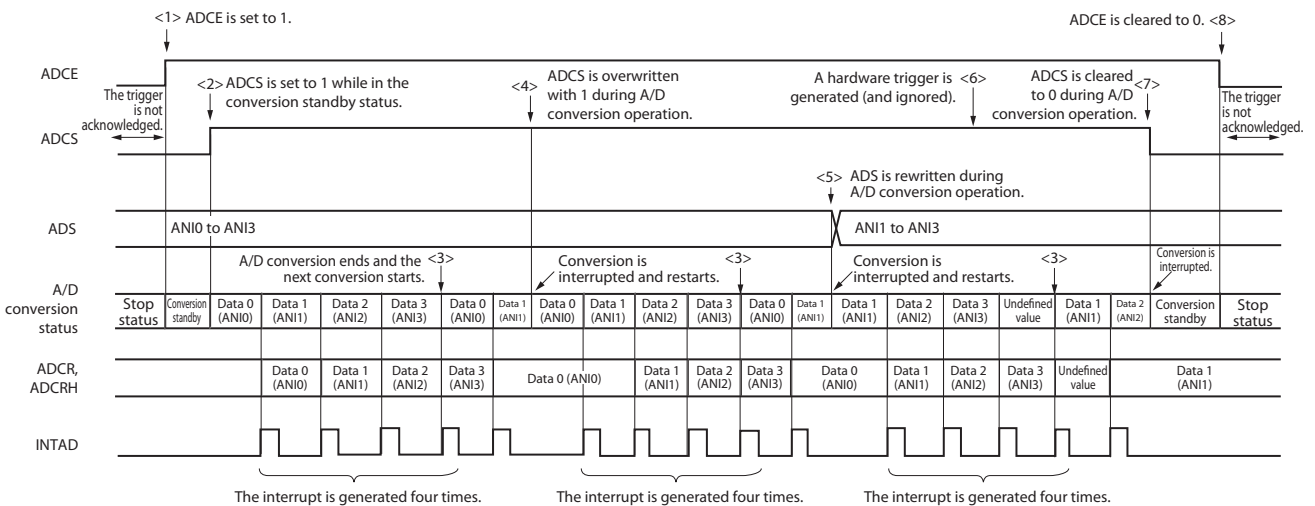 <1> ADCE is set to 1.
ADCE is cleared to 0. <8>
ADCE
The trigger
is not
acknowledged.
<2> ADCS is set to 1 while in the
conversion standby status.
<4> ADCS is overwritten
with 1 during A/D
conversion operation.
A hardware trigger is <6>
generated (and ignored).
ADCS is cleared <7>
to 0 during A/D
conversion operation.
The trigger
is not
acknowledged.
ADCS
<5> ADS is rewritten during
A/D conversion operation.
ADS
ANI0 to ANI3
ANI1 to ANI3
A/D conversion ends and the <3>
next conversion starts.
Conversion is
interrupted and restarts.
<3>
Conversion is
interrupted and restarts.
<3>
Conversion is
interrupted.
A/D
conversion
status
Stop
status
Conversion
standby
Data 0
(ANI0)
Data 1
(ANI1)
Data 2
(ANI2)
Data 3
(ANI3)
Data 0
(ANI0)
Data 1
(ANI1)
Data 0
(ANI0)
Data 1
(ANI1)
Data 2
(ANI2)
Data 3
(ANI3)
Data 0
(ANI0)
Data 1
(ANI1)
Data 1
(ANI1)
Data 2
(ANI2)
Data 3
(ANI3)
Undefined
value
Data 1
(ANI1)
Data 2
(ANI2)
Conversion
standby
Stop
status
ADCR,
ADCRH
Data 0
(ANI0)
Data 1
(ANI1)
Data 2
(ANI2)
Data 3
(ANI3)
Data 0 (ANI0)
Data 1
(ANI1)
Data 2
(ANI2)
Data 3
(ANI3)
Data 0
(ANI0)
Data 1
(ANI1)
Data 2
(ANI2)
Data 3
(ANI3)
Undefined
value
Data 1
(ANI1)
INTAD
The interrupt is generated four times.
The interrupt is generated four times.
The interrupt is generated four times.